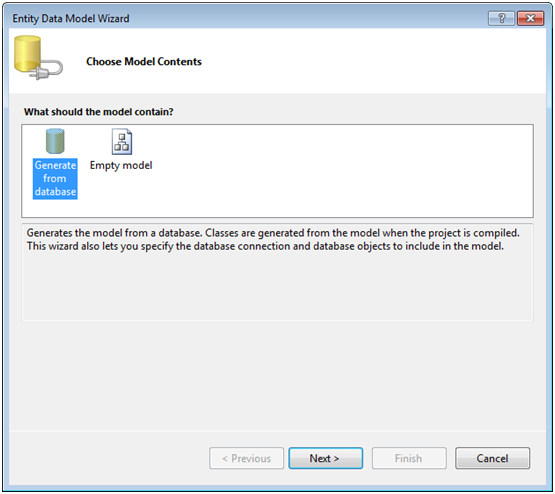 Entity Data Model Wizard
?
Choose Model Contents
What should the model contain?
Generate
from
database
Empty model
Generates the model from a database. Classes are generated from the model when the project is compiled.
This wizard also lets you specify the database connection and database objects to include in the model.
< Previous
Next >
Finish
Cancel